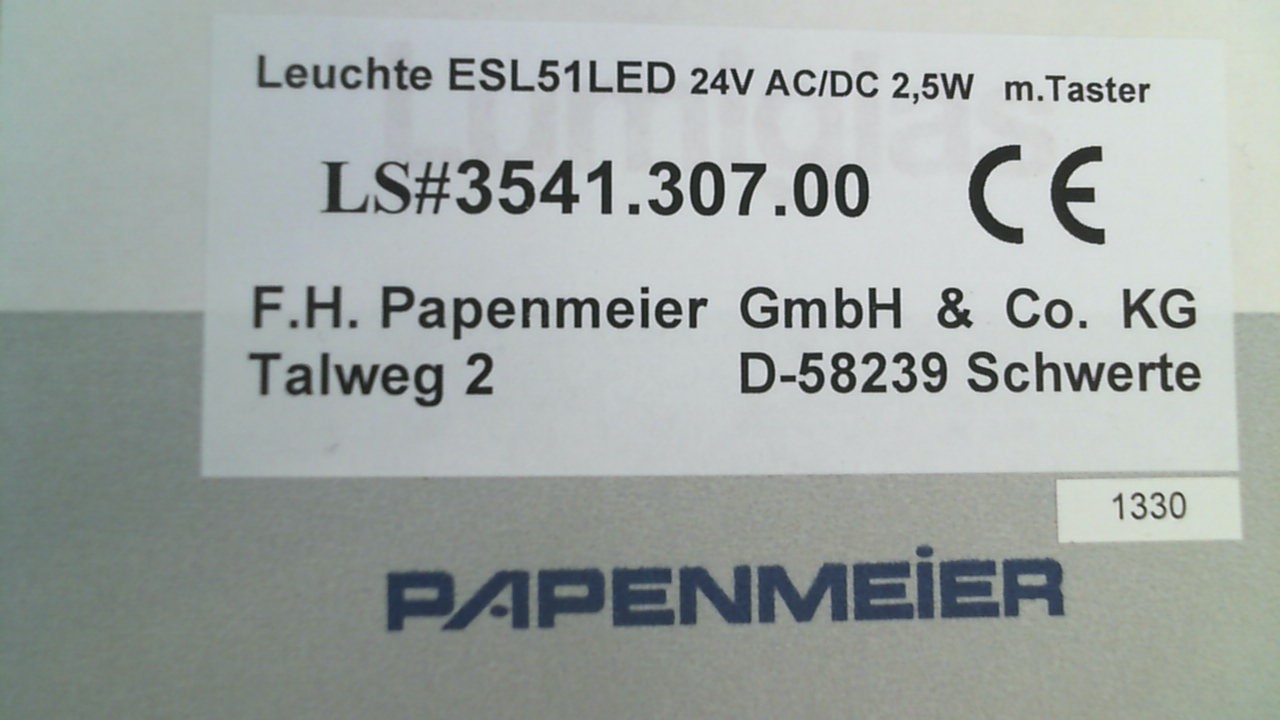 Leuchte ESL51LED 24V AC/DC 2,5W m.Taster
LS#3541.307.00 CE
F.H. Papenmeier GmbH & Co. KG
Talweg 2 D-58239 Schwerte
1330
PAPENMEiER